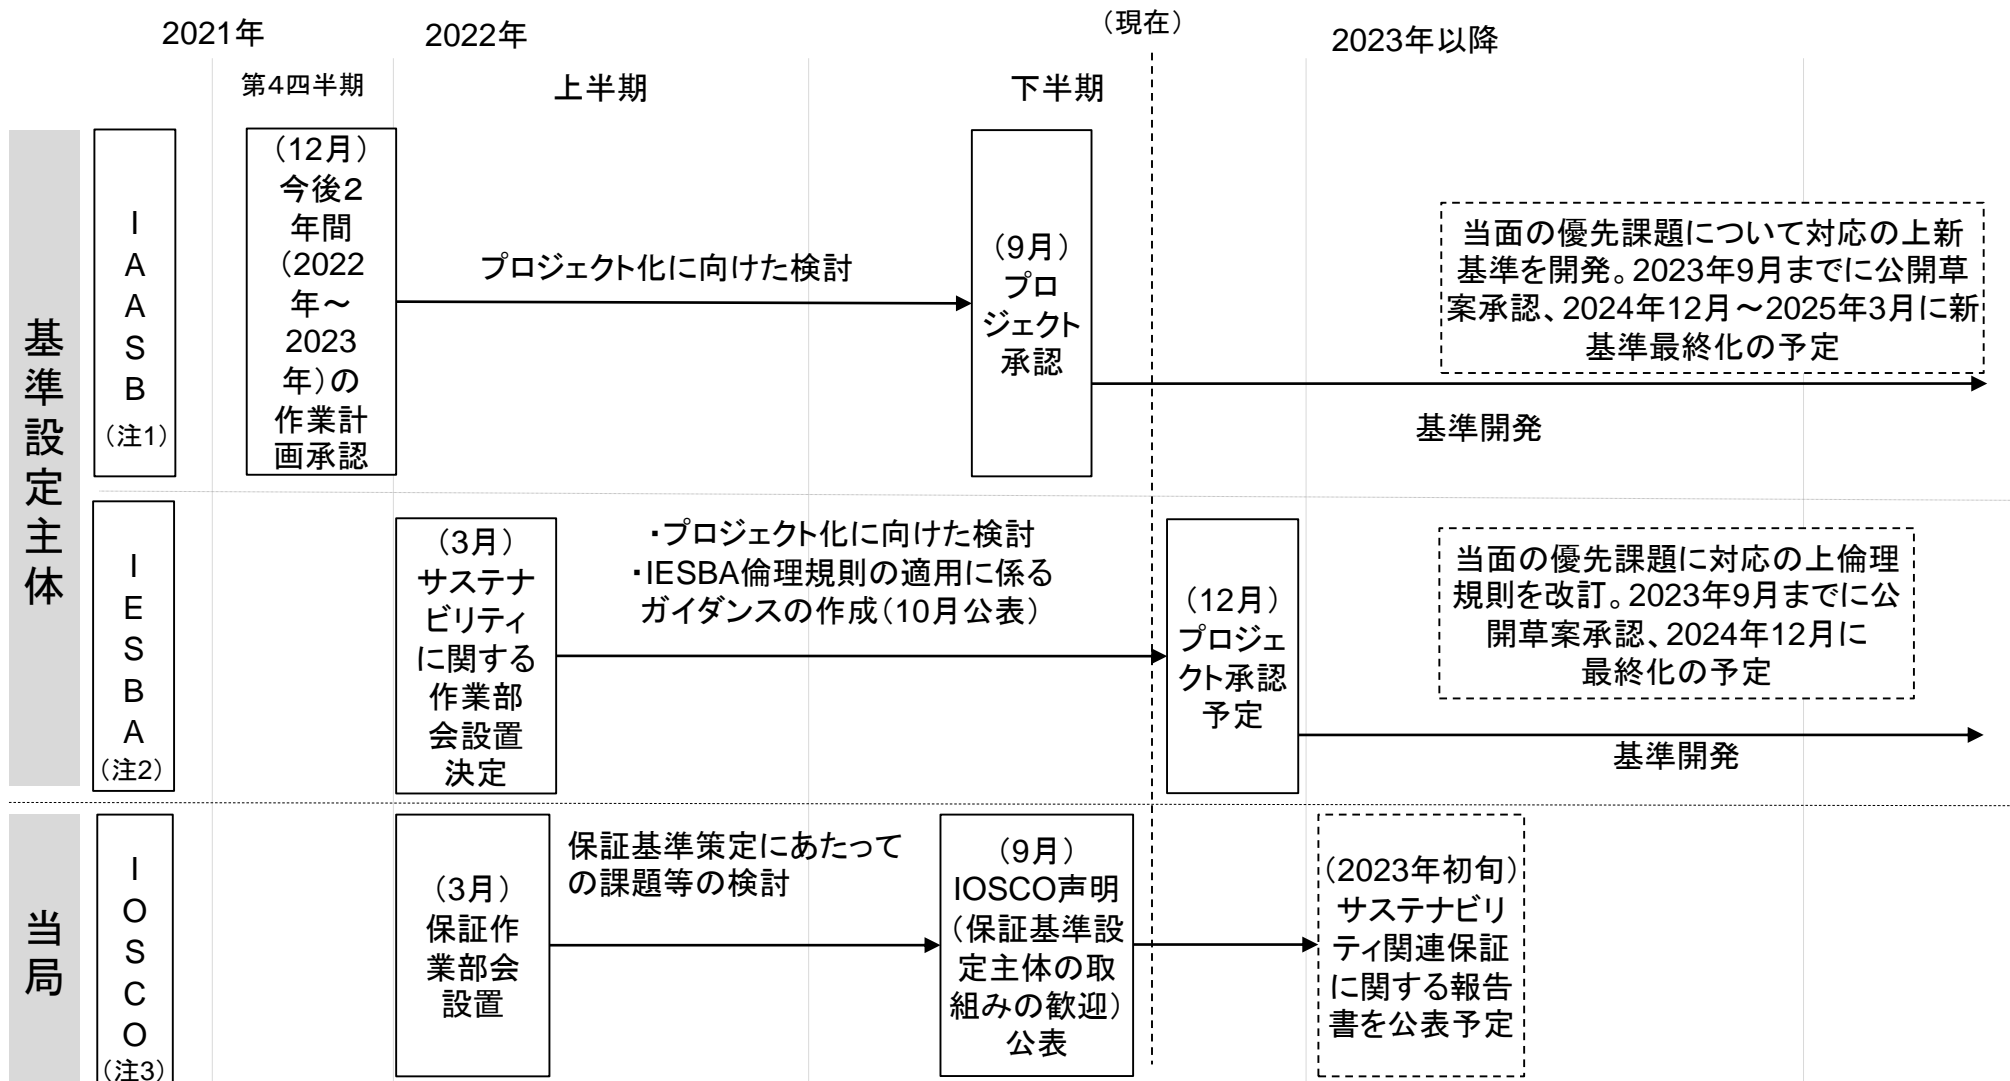 2021年
2022年
(現在)
2023年以降
第4四半期
上半期
下半期
基準設定主体
IAASB
(注1)
(12月)
今後2
年間
(2022
年～
2023
年)の
作業計
画承認
プロジェクト化に向けた検討
(9月)
プロ
ジェクト
承認
当面の優先課題について対応の上新
基準を開発。2023年9月までに公開草
案承認、2024年12月～2025年3月に新
基準最終化の予定
基準開発
IESBA
(注2)
(3月)
サステナ
ビリティ
に関する
作業部
会設置
決定
・プロジェクト化に向けた検討
・IESBA倫理規則の適用に係る
ガイダンスの作成(10月公表)
(12月)
プロジェ
クト承認
予定
当面の優先課題に対応の上倫理
規則を改訂。2023年9月までに公
開草案承認、2024年12月に
最終化の予定
基準開発
当局
IOSCO
(注3)
(3月)
保証作
業部会
設置
保証基準策定にあたって
の課題等の検討
(9月)
IOSCO声明
(保証基準設
定主体の取
組みの歓迎)
公表
(2023年初旬)
サステナビリ
ティ関連保証
に関する報告
書を公表予定